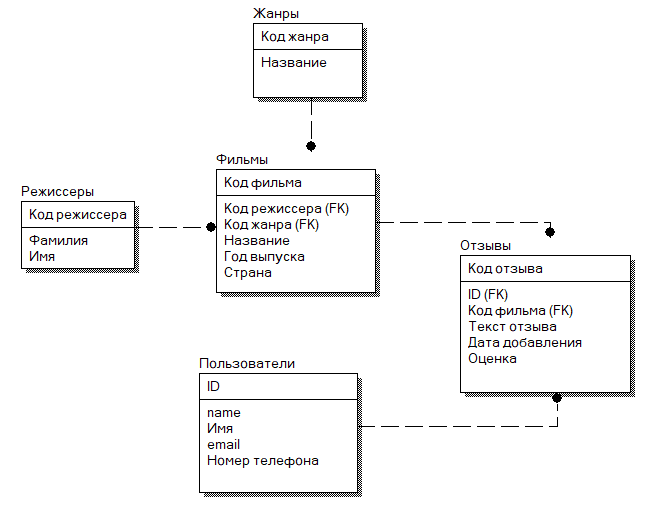 Жанры
Код жанра
Название
Фильмы
Код фильма
Код режиссера (FK)
Код жанра (FK)
Название
Год выпуска
Страна
Режиссеры
Код режиссера
Фамилия
Имя
Отзывы
Код отзыва
ID (FK)
Код фильма (FK)
Текст отзыва
Дата добавления
Оценка
Пользователи
ID
name
Имя
email
Номер телефона